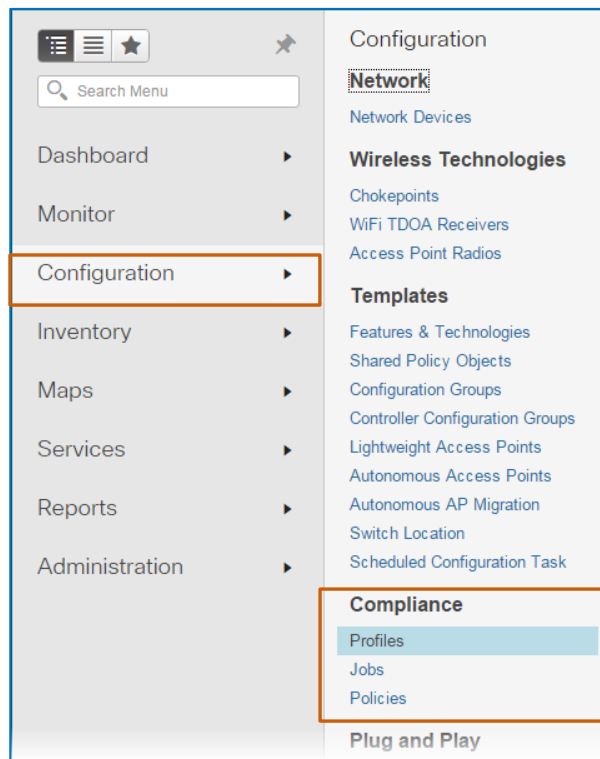 Search Menu
Dashboard
Monitor
Configuration
Inventory
Maps
Services
Reports
Administration
Configuration
Network
Network Devices
Wireless Technologies
Chokepoints
WiFi TDOA Receivers
Access Point Radios
Templates
Features & Technologies
Shared Policy Objects
Configuration Groups
Controller Configuration Groups
Lightweight Access Points
Autonomous Access Points
Autonomous AP Migration
Switch Location
Scheduled Configuration Task
Compliance
Profiles
Jobs
Policies
Plug and Play